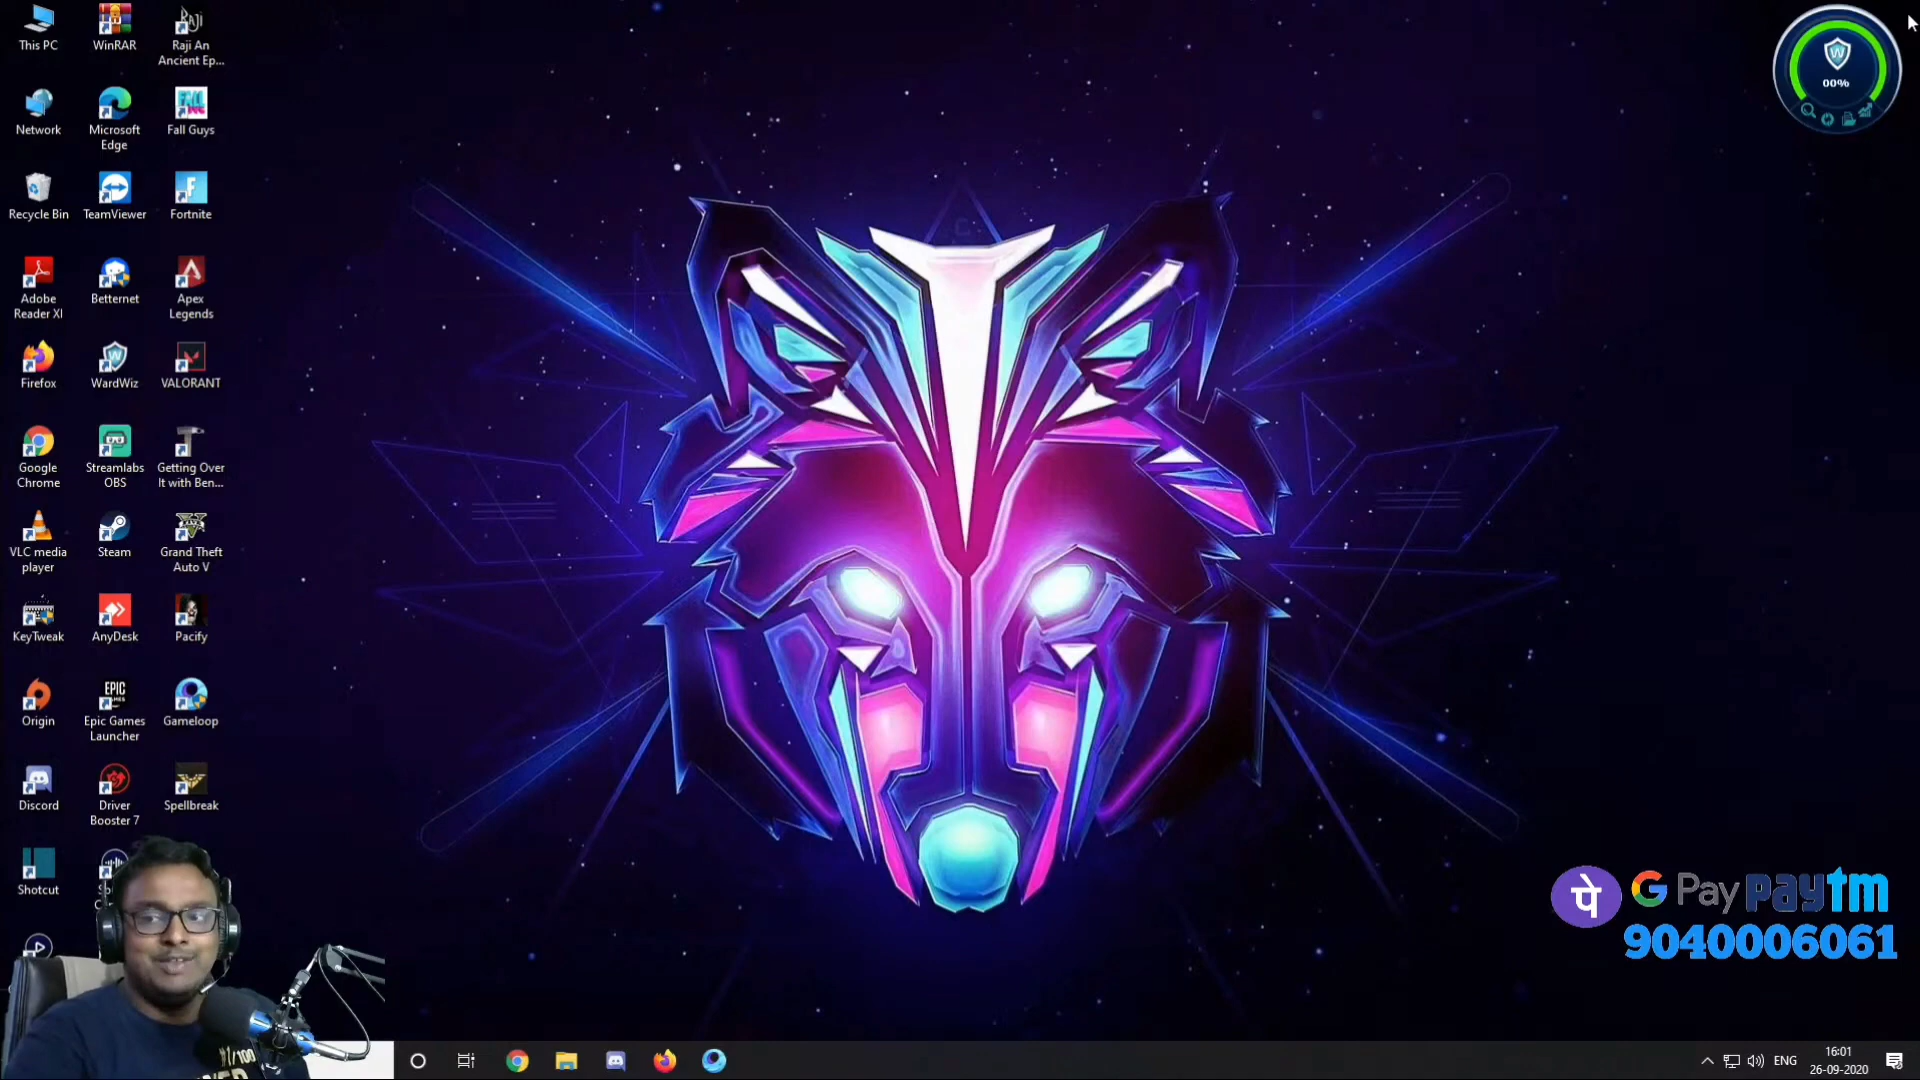 This PC
WinRAR
Raji An
Ancient Ep...
Network
Microsoft
Edge
Fall Guys
Recycle Bin
TeamViewer
Fortnite
Adobe
Reader XI
Betternet
Apex
Legends
Firefox
WardWiz
VALORANT
Google
Chrome
Streamlabs
OBS
Getting Over
It with Ben...
VLC media
player
Steam
Grand Theft
Auto V
KeyTweak
AnyDesk
Pacify
Origin
EPIC
GAMES
Epic Games
Launcher
Gameloop
Discord
Driver
Booster 7
Spellbreak
Shotcut
W
00%
पे G Pay paytm
9040006061
/100
ENG
16:01
26-09-2020